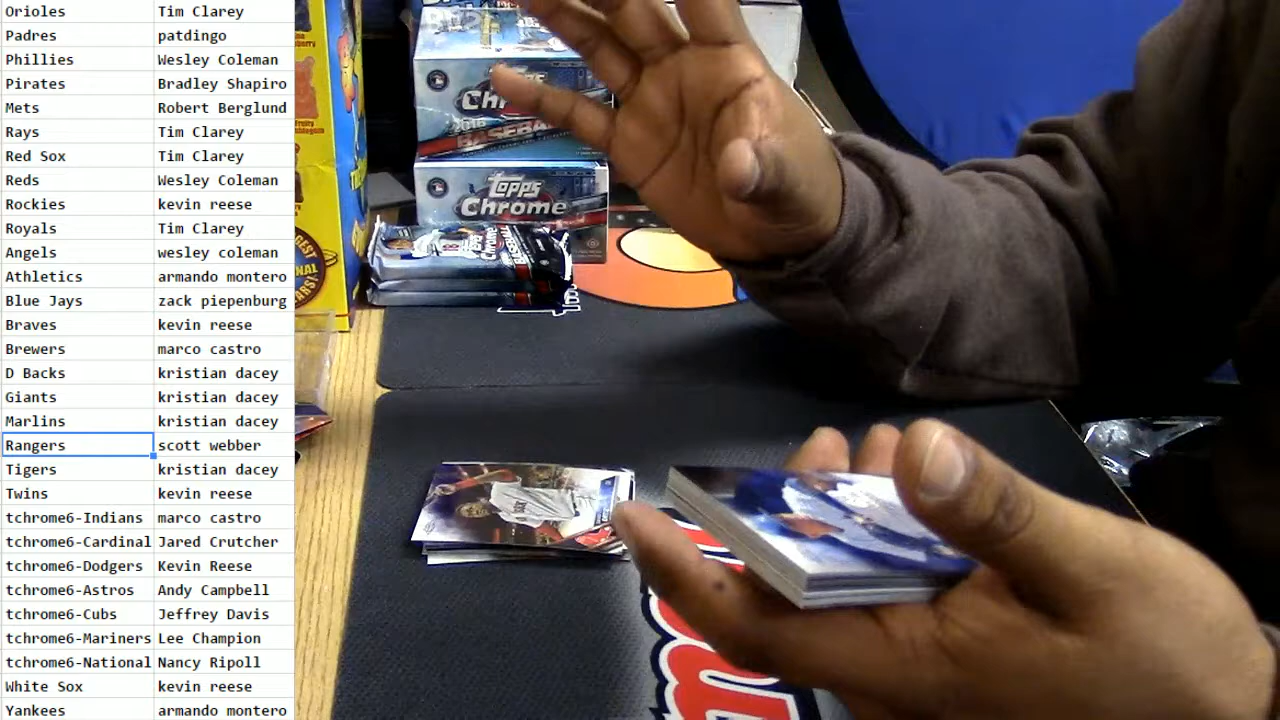 Orioles Tim Clarey
Padres patdingo
Phillies Wesley Coleman
Pirates Bradley Shapiro
Mets Robert Berglund
Rays Tim Clarey
Red Sox Tim Clarey
Reds Wesley Coleman
Rockies kevin reese
Royals Tim Clarey
Angels wesley coleman
Athletics armando montero
Blue Jays zack piepenburg
Braves kevin reese
Brewers marco castro
D Backs kristian dacey
Giants kristian dacey
Marlins kristian dacey
Rangers scott webber
Tigers kristian dacey
Twins kevin reese
tchrome6-Indians marco castro
tchrome6-Cardinal Jared Crutcher
tchrome6-Dodgers Kevin Reese
tchrome6-Astros Andy Campbell
tchrome6-Cubs Jeffrey Davis
tchrome6-Mariners Lee Champion
tchrome6-National Nancy Ripoll
White Sox kevin reese
Yankees armando montero
BASEBALL
Topps
Chrome